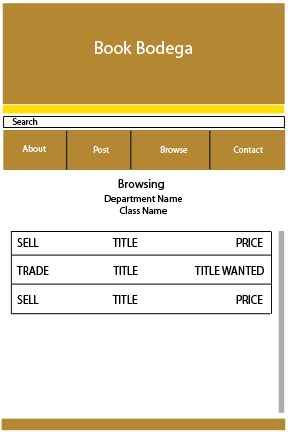 Book Bodega
Search
About Post Browse Contact
Browsing
Department Name
Class Name
SELL TITLE PRICE
TRADE TITLE TITLE WANTED
SELL TITLE PRICE